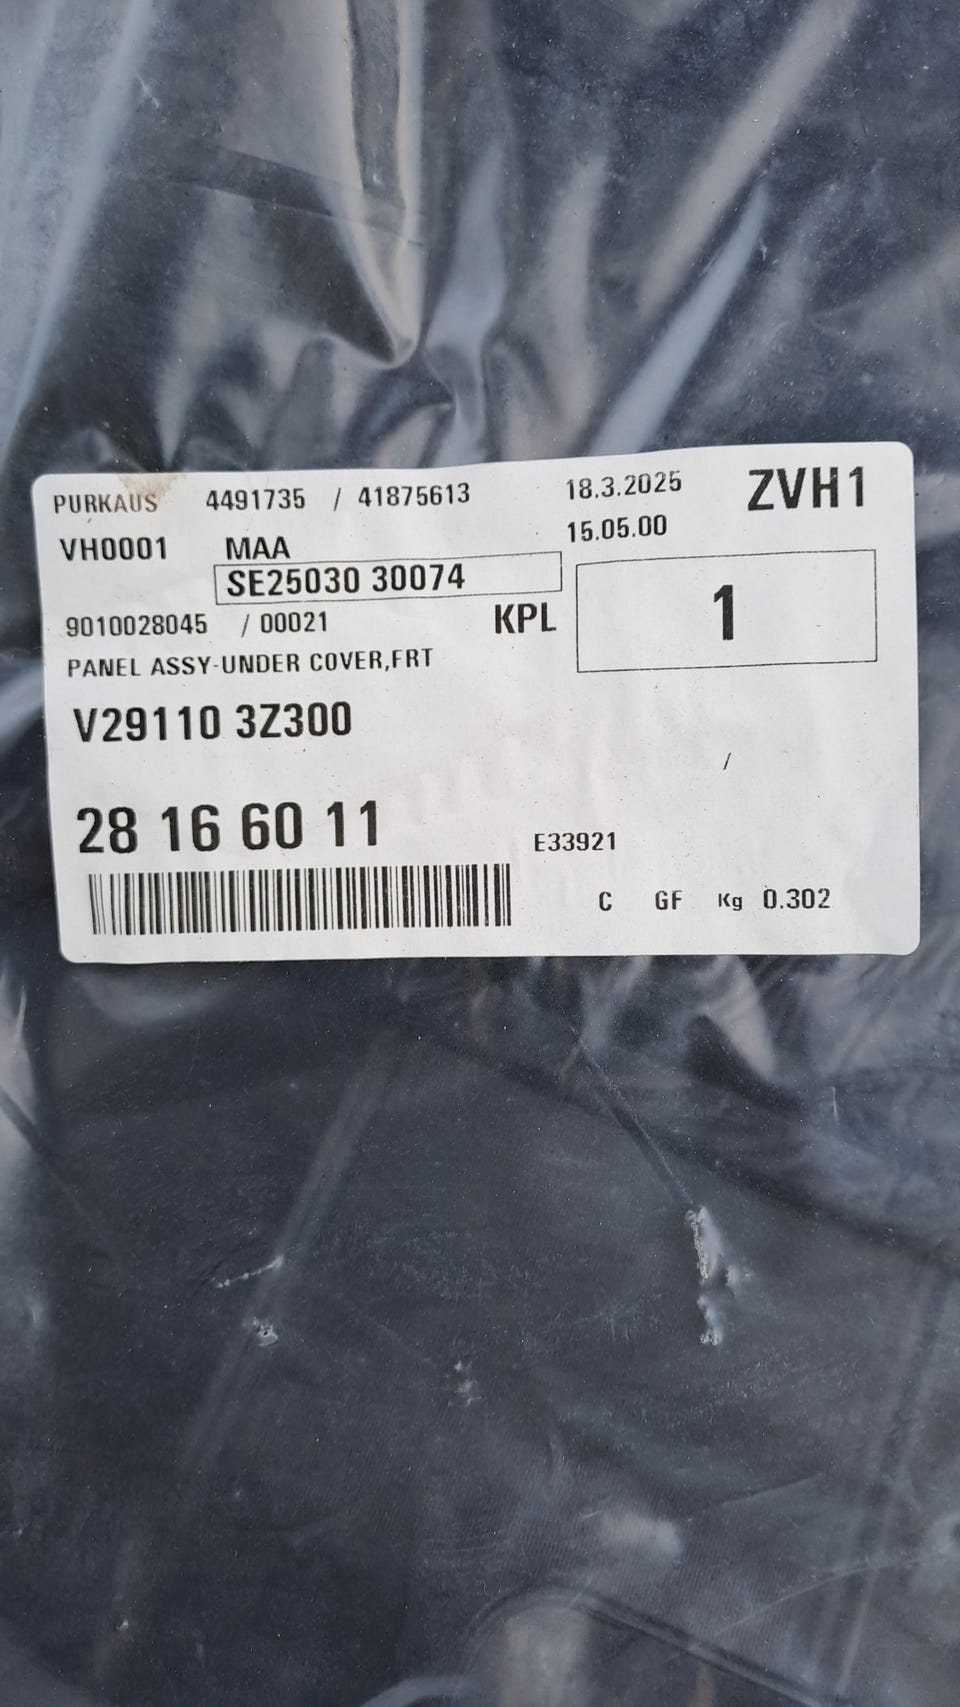 PURKAUS 4491735 / 41875613 18.3.2025 ZVH1
VH0001 MAA 15.05.00
SE25030 30074
9010028045 / 00021 KPL 1
PANEL ASSY-UNDER COVER,FRT
V29110 3Z300
/
28 16 60 11 E33921
C GF Kg 0.302